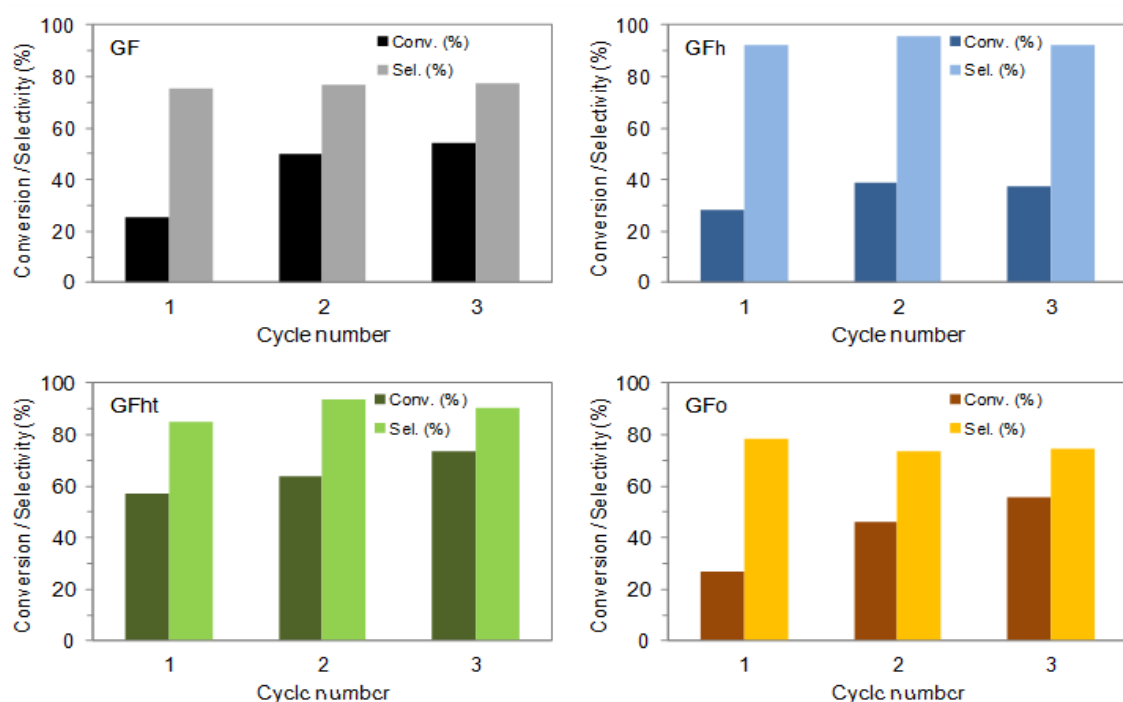 GF
Conv. (%)
Sel. (%)
Conversion/Selectivity (%)
100
80
60
40
20
0
1 2 3
Cycle number
GFh
Conv. (%)
Sel. (%)
Conversion/Selectivity (%)
100
80
60
40
20
0
1 2 3
Cycle number
GFht
Conv. (%)
Sel. (%)
Conversion/Selectivity (%)
100
80
60
40
20
0
1 2 3
Cycle number
GFo
Conv. (%)
Sel. (%)
Conversion/Selectivity (%)
100
80
60
40
20
0
1 2 3
Cycle number